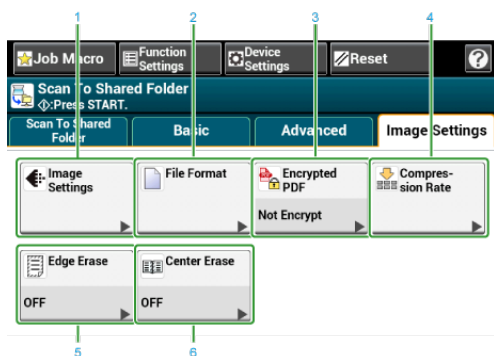 1 2 3 4
Job Macro Function Settings Device Settings Reset ?
Scan To Shared Folder
:Press START.
Scan To Shared Folder Basic Advanced Image Settings
Image Settings
File Format
Encrypted PDF
Not Encrypt
Compres-
sion Rate
Edge Erase
OFF
Center Erase
OFF
5 6